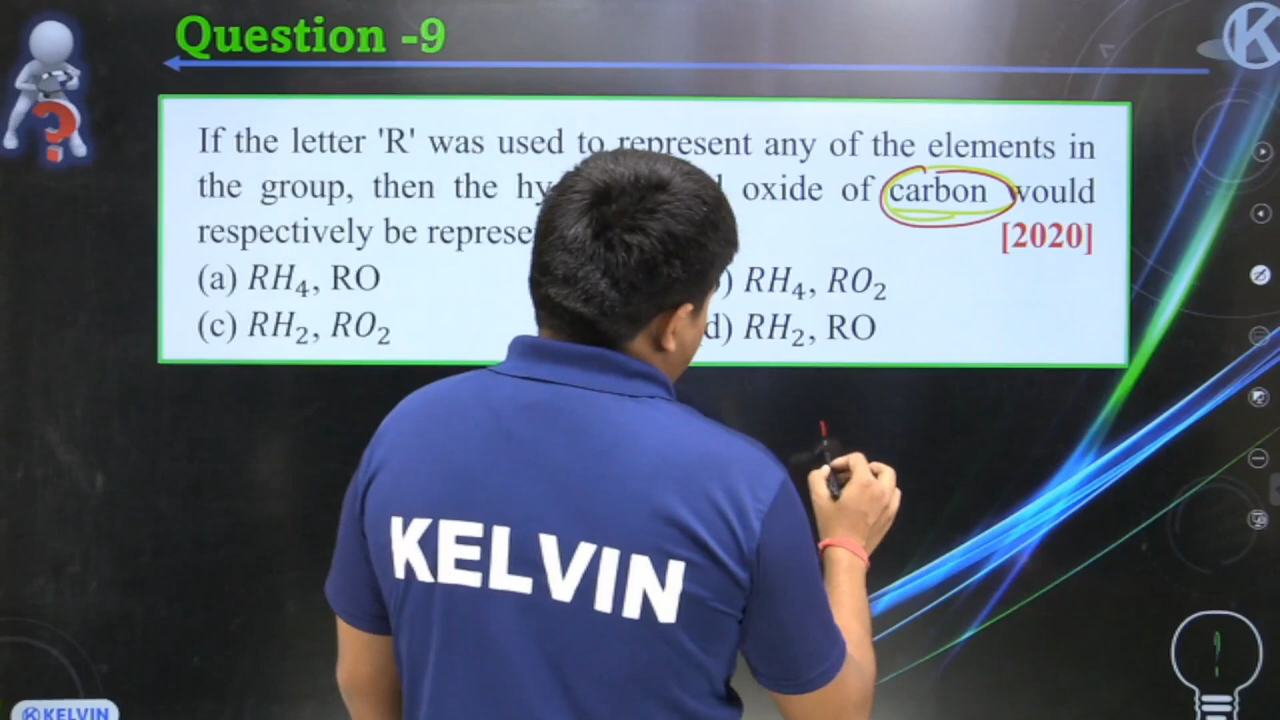 Question -9
If the letter 'R' was used to represent any of the elements in
the group, then the hy oxide of carbon would
respectively be represe [2020]
(a) RH₄, RO ) RH₄, RO₂
(c) RH₂, RO₂ d) RH₂, RO
KELVIN
KELVIN